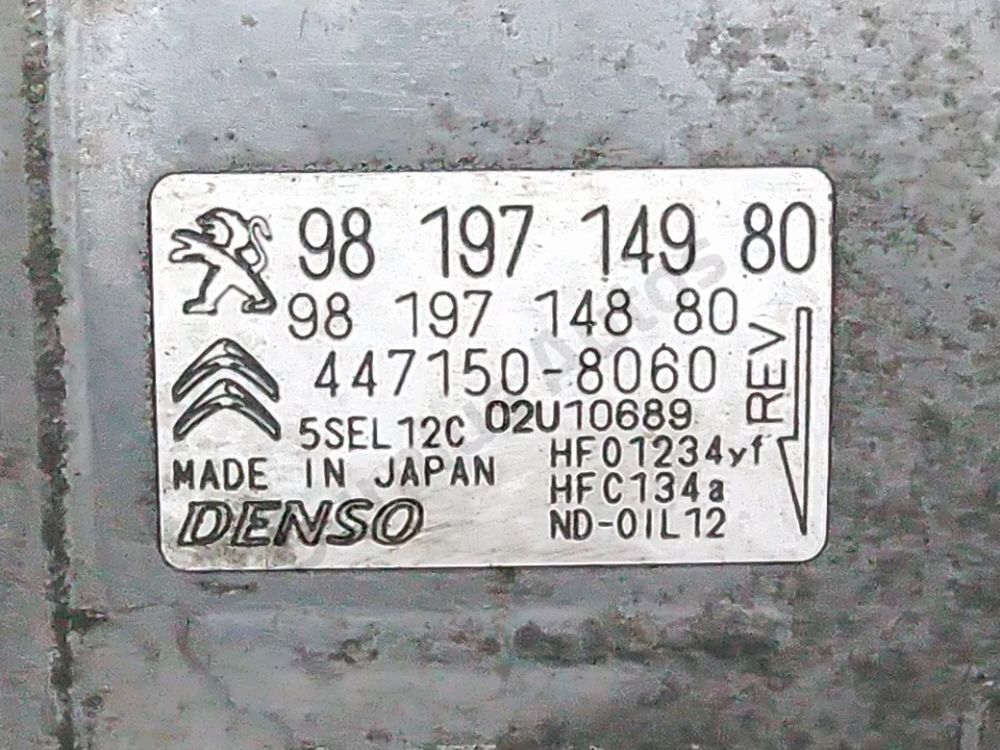 98 197 149 80
98 197 148 80
447150-8060
5SEL12C 02U10689
REV
HFO1234yf
MADE IN JAPAN
HFC134a
DENSO
ND-OIL12